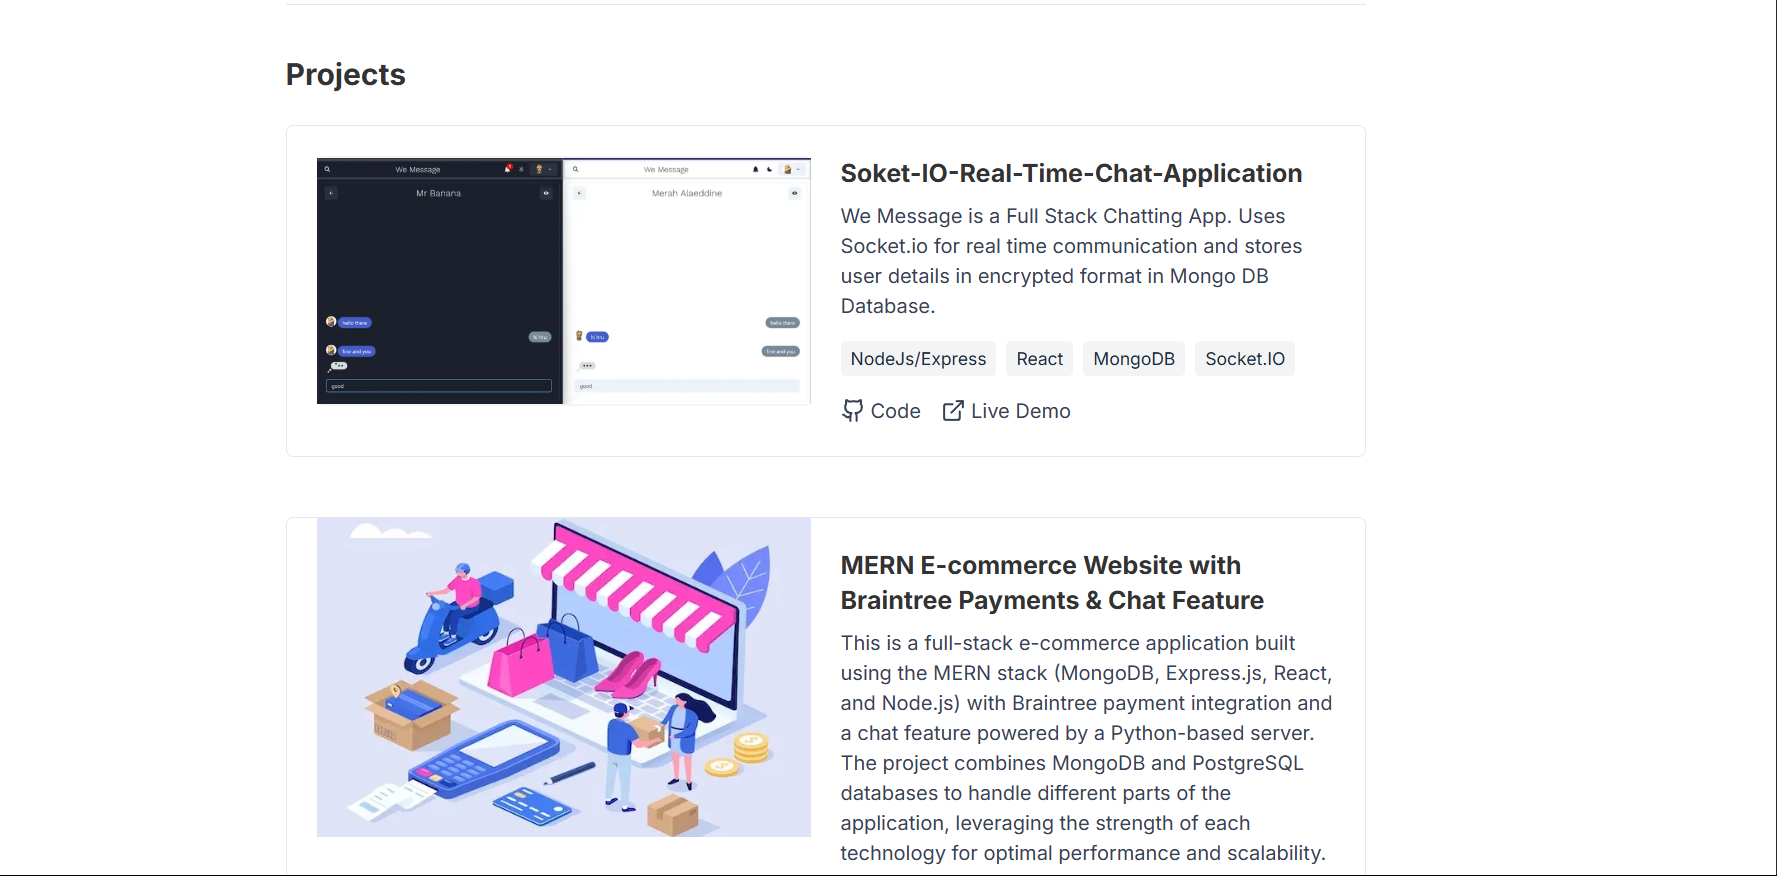 Projects
We Message
Mr Banana
hello there
hi hru
fine and you
good
We Message
Merah Alaeddine
hello there
hi hru
fine and you
good
Soket-IO-Real-Time-Chat-Application
We Message is a Full Stack Chatting App. Uses
Socket.io for real time communication and stores
user details in encrypted format in Mongo DB
Database.
NodeJs/Express React MongoDB Socket.IO
Code Live Demo
MERN E-commerce Website with
Braintree Payments & Chat Feature
This is a full-stack e-commerce application built
using the MERN stack (MongoDB, Express.js, React,
and Node.js) with Braintree payment integration and
a chat feature powered by a Python-based server.
The project combines MongoDB and PostgreSQL
databases to handle different parts of the
application, leveraging the strength of each
technology for optimal performance and scalability.